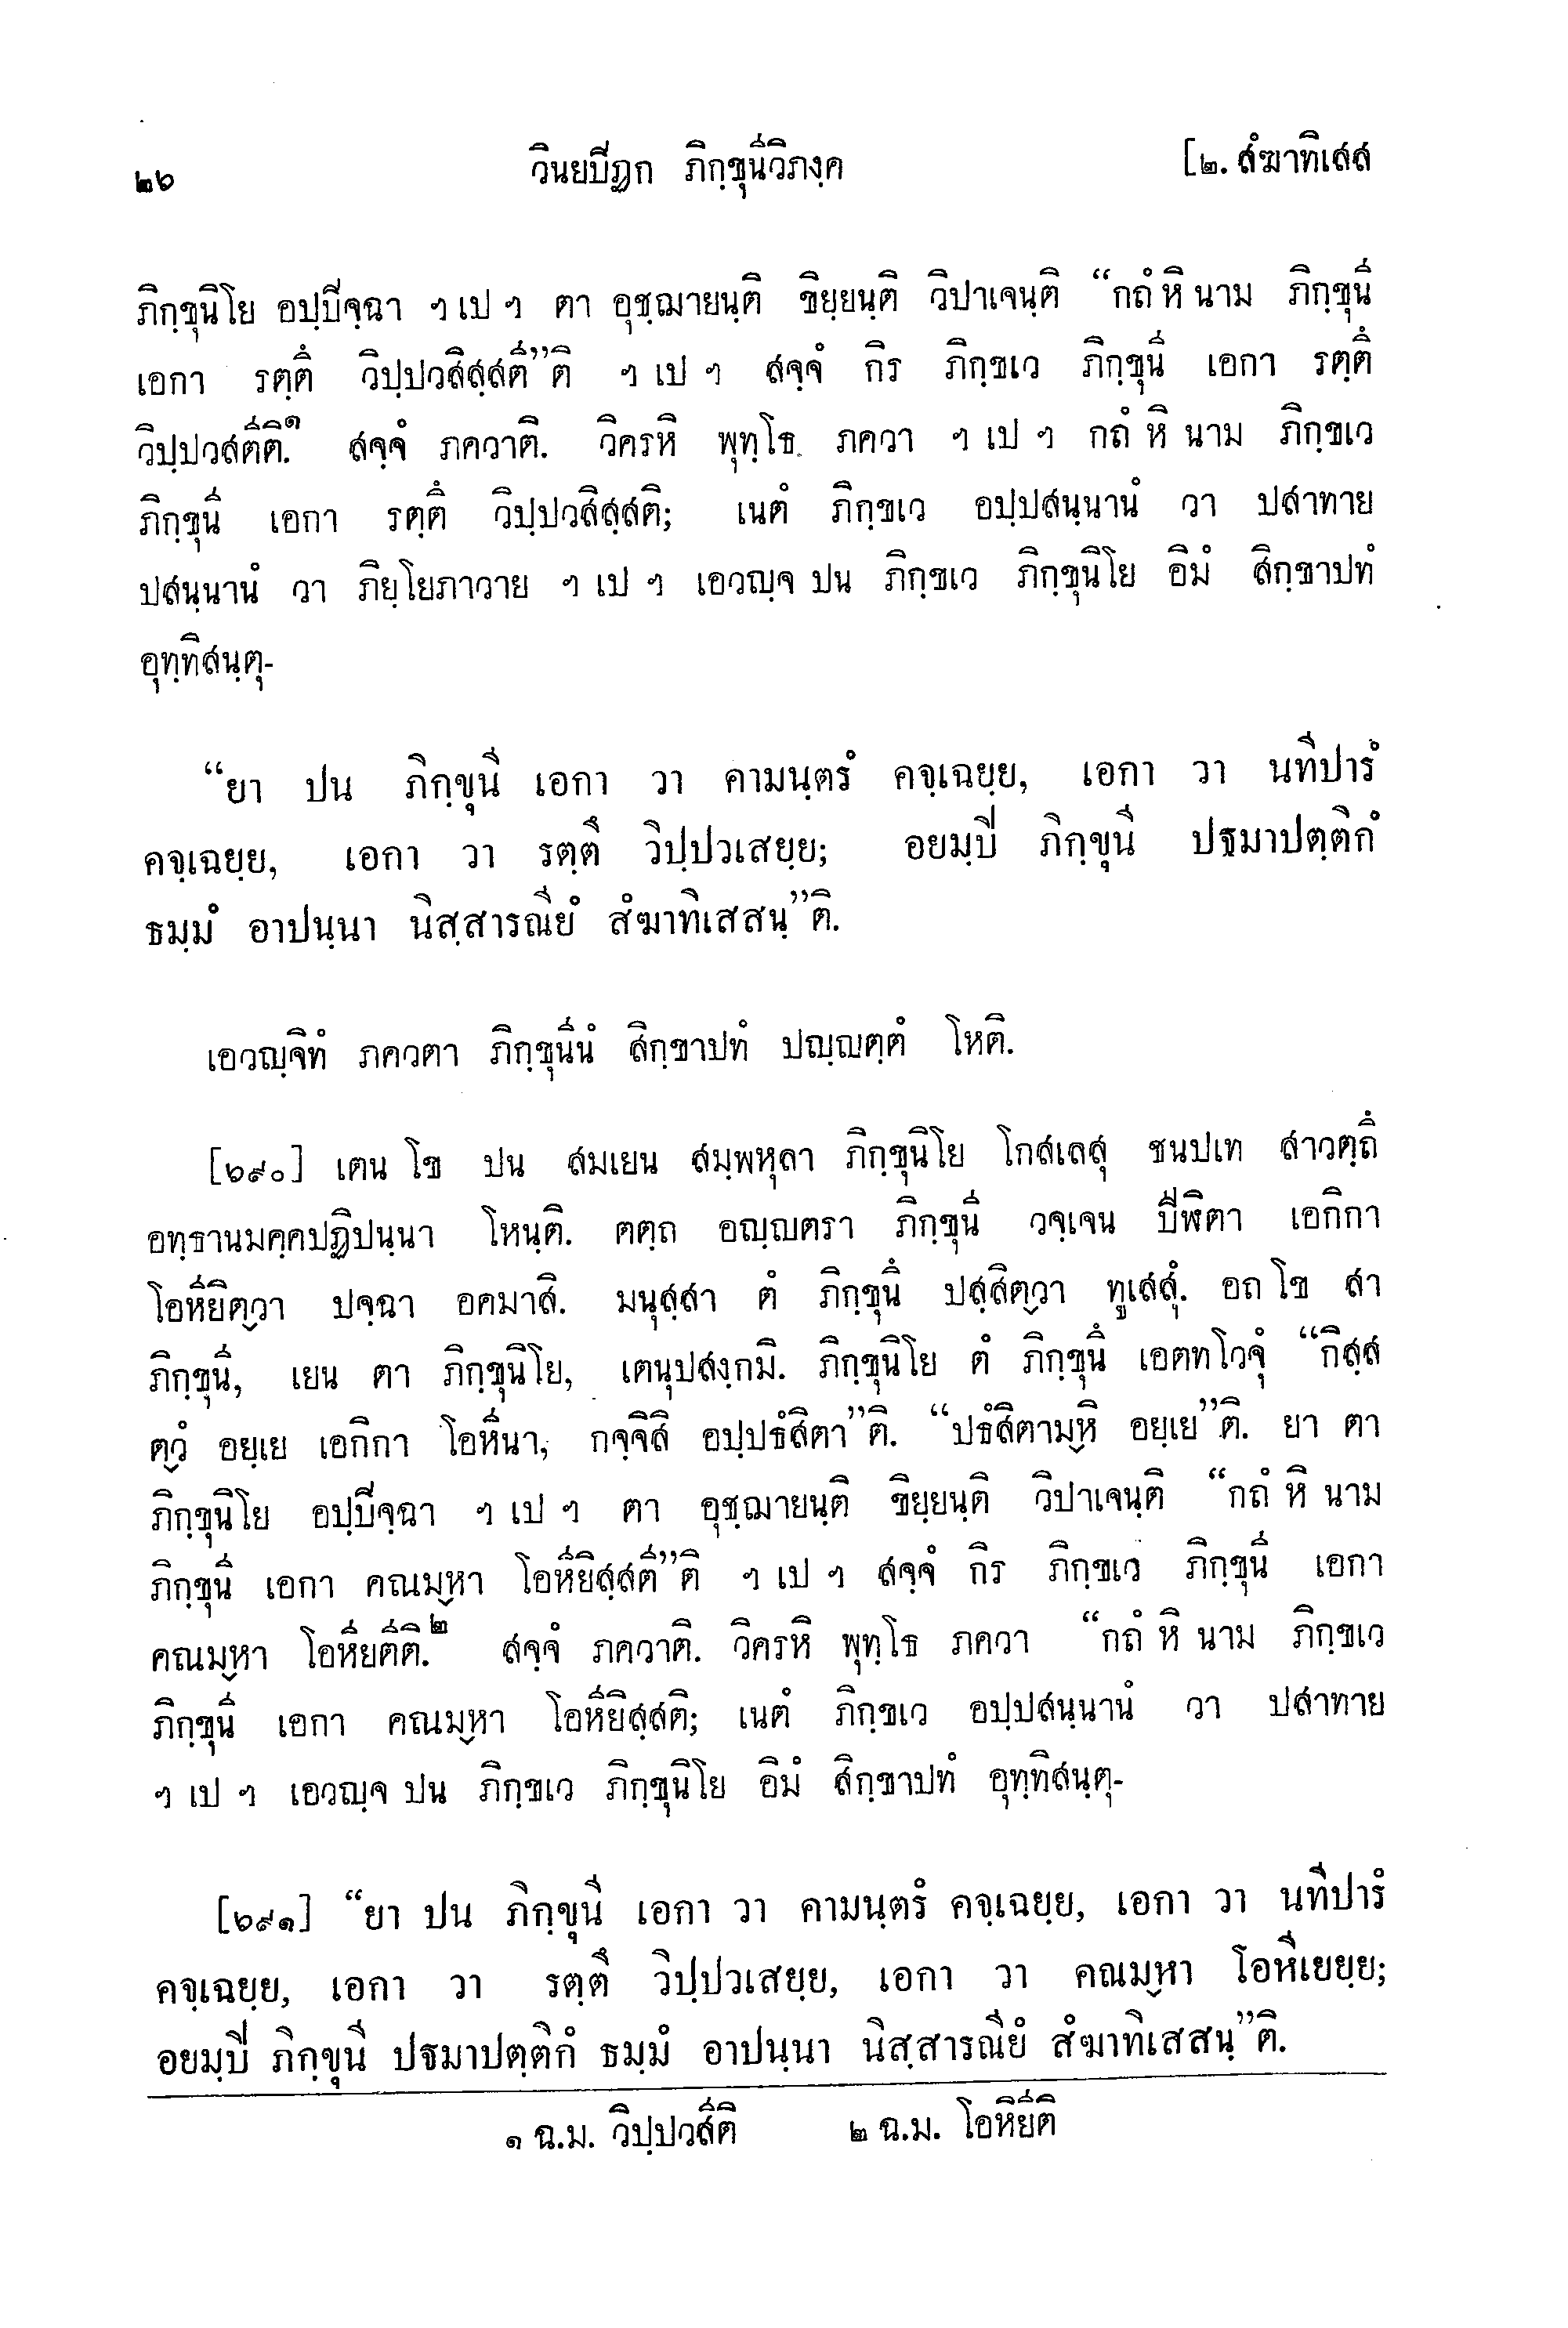 ๒๖ วินยปิฏก ภิกฺขุนีวิภงฺค [๒. สํฆาทิเสส
ภิกฺขุนิโย อปฺปิจฺฉา ฯ เป ฯ ตา อุชฺฌายนฺติ ขิยฺยนฺติ วิปาเจนฺติ “กถํ หิ นาม ภิกฺขุนี
เอกา รตฺตึ วิปฺปวสิสฺสตี”ติ ฯ เป ฯ สจฺจํ กิร ภิกฺขเว ภิกฺขุนี เอกา รตฺตึ
วิปฺปวสตีติ.๑ สจฺจํ ภควาติ. วิครหิ พุทฺโธ ภควา ฯ เป ฯ กถํ หิ นาม ภิกฺขเว
ภิกฺขุนี เอกา รตฺตึ วิปฺปวสิสฺสติ; เนตํ ภิกฺขเว อปฺปสนฺนานํ วา ปสาทาย
ปสนฺนานํ วา ภิยฺโยภาวาย ฯ เป ฯ เอวญฺจ ปน ภิกฺขเว ภิกฺขุนิโย อิมํ สิกฺขาปทํ
อุทฺทิสนฺตุ-
“ยา ปน ภิกฺขุนี เอกา วา คามนฺตรํ คจฺเฉยฺย, เอกา วา นทีปารํ
คจฺเฉยฺย, เอกา วา รตฺตึ วิปฺปวเสยฺย; อยมฺปิ ภิกฺขุนี ปฐมาปตฺติกํ
ธมฺมํ อาปนฺนา นิสฺสารณียํ สํฆาทิเสสนฺ”ติ.
เอวญฺจิทํ ภควตา ภิกฺขุนีนํ สิกฺขาปทํ ปญฺญตฺตํ โหติ.
[๖๙๐] เตน โข ปน สมเยน สมฺพหุลา ภิกฺขุนิโย โกสเลสุ ชนปเท สาวตฺถึ
อทฺธานมคฺคปฏิปนฺนา โหนฺติ. ตตฺถ อญฺญตรา ภิกฺขุนี วจฺเจน ปีฬิตา เอกิกา
โอหียิตฺวา ปจฺฉา อคมาสิ. มนุสฺสา ตํ ภิกฺขุนึ ปสฺสิตฺวา ทูเสสุํ. อถ โข สา
ภิกฺขุนี, เยน ตา ภิกฺขุนิโย, เตนุปสงฺกมิ. ภิกฺขุนิโย ตํ ภิกฺขุนึ เอตทโวจุํ “กิสฺส
ตฺวํ อยฺเย เอกิกา โอหีนา, กจฺจิสิ อปฺปธํสิตา”ติ. “ปธํสิตามฺหิ อยฺเย”ติ. ยา ตา
ภิกฺขุนิโย อปฺปิจฺฉา ฯ เป ฯ ตา อุชฺฌายนฺติ ขิยฺยนฺติ วิปาเจนฺติ “กถํ หิ นาม
ภิกฺขุนี เอกา คณมฺหา โอหียิสฺสตี”ติ ฯ เป ฯ สจฺจํ กิร ภิกฺขเว ภิกฺขุนี เอกา
คณมฺหา โอหียตีติ.๒ สจฺจํ ภควาติ. วิครหิ พุทฺโธ ภควา “กถํ หิ นาม ภิกฺขเว
ภิกฺขุนี เอกา คณมฺหา โอหียิสฺสติ; เนตํ ภิกฺขเว อปฺปสนฺนานํ วา ปสาทาย
ฯ เป ฯ เอวญฺจ ปน ภิกฺขเว ภิกฺขุนิโย อิมํ สิกฺขาปทํ อุทฺทิสนฺตุ-
[๖๙๑] “ยา ปน ภิกฺขุนี เอกา วา คามนฺตรํ คจฺเฉยฺย, เอกา วา นทีปารํ
คจฺเฉยฺย, เอกา วา รตฺตึ วิปฺปวเสยฺย, เอกา วา คณมฺหา โอหีเยยฺย;
อยมฺปิ ภิกฺขุนี ปฐมาปตฺติกํ ธมฺมํ อาปนฺนา นิสฺสารณียํ สํฆาทิเสสนฺ”ติ.
๑ ฉ.ม. วิปฺปวสีติ ๒ ฉ.ม. โอหิยีติ